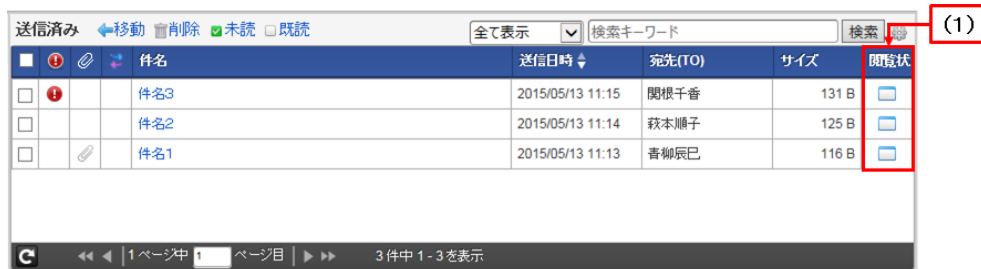 送信済み 移動 削除 未読 既読 全て表示 検索キーワード 検索 (1)
件名 送信日時 宛先(TO) サイズ 閲覧状
件名3 2015/05/13 11:15 関根千香 131 B
件名2 2015/05/13 11:14 萩本順子 125 B
件名1 2015/05/13 11:13 青柳辰巳 116 B
1 ページ中 1 ページ目 3 件中 1 - 3 を表示